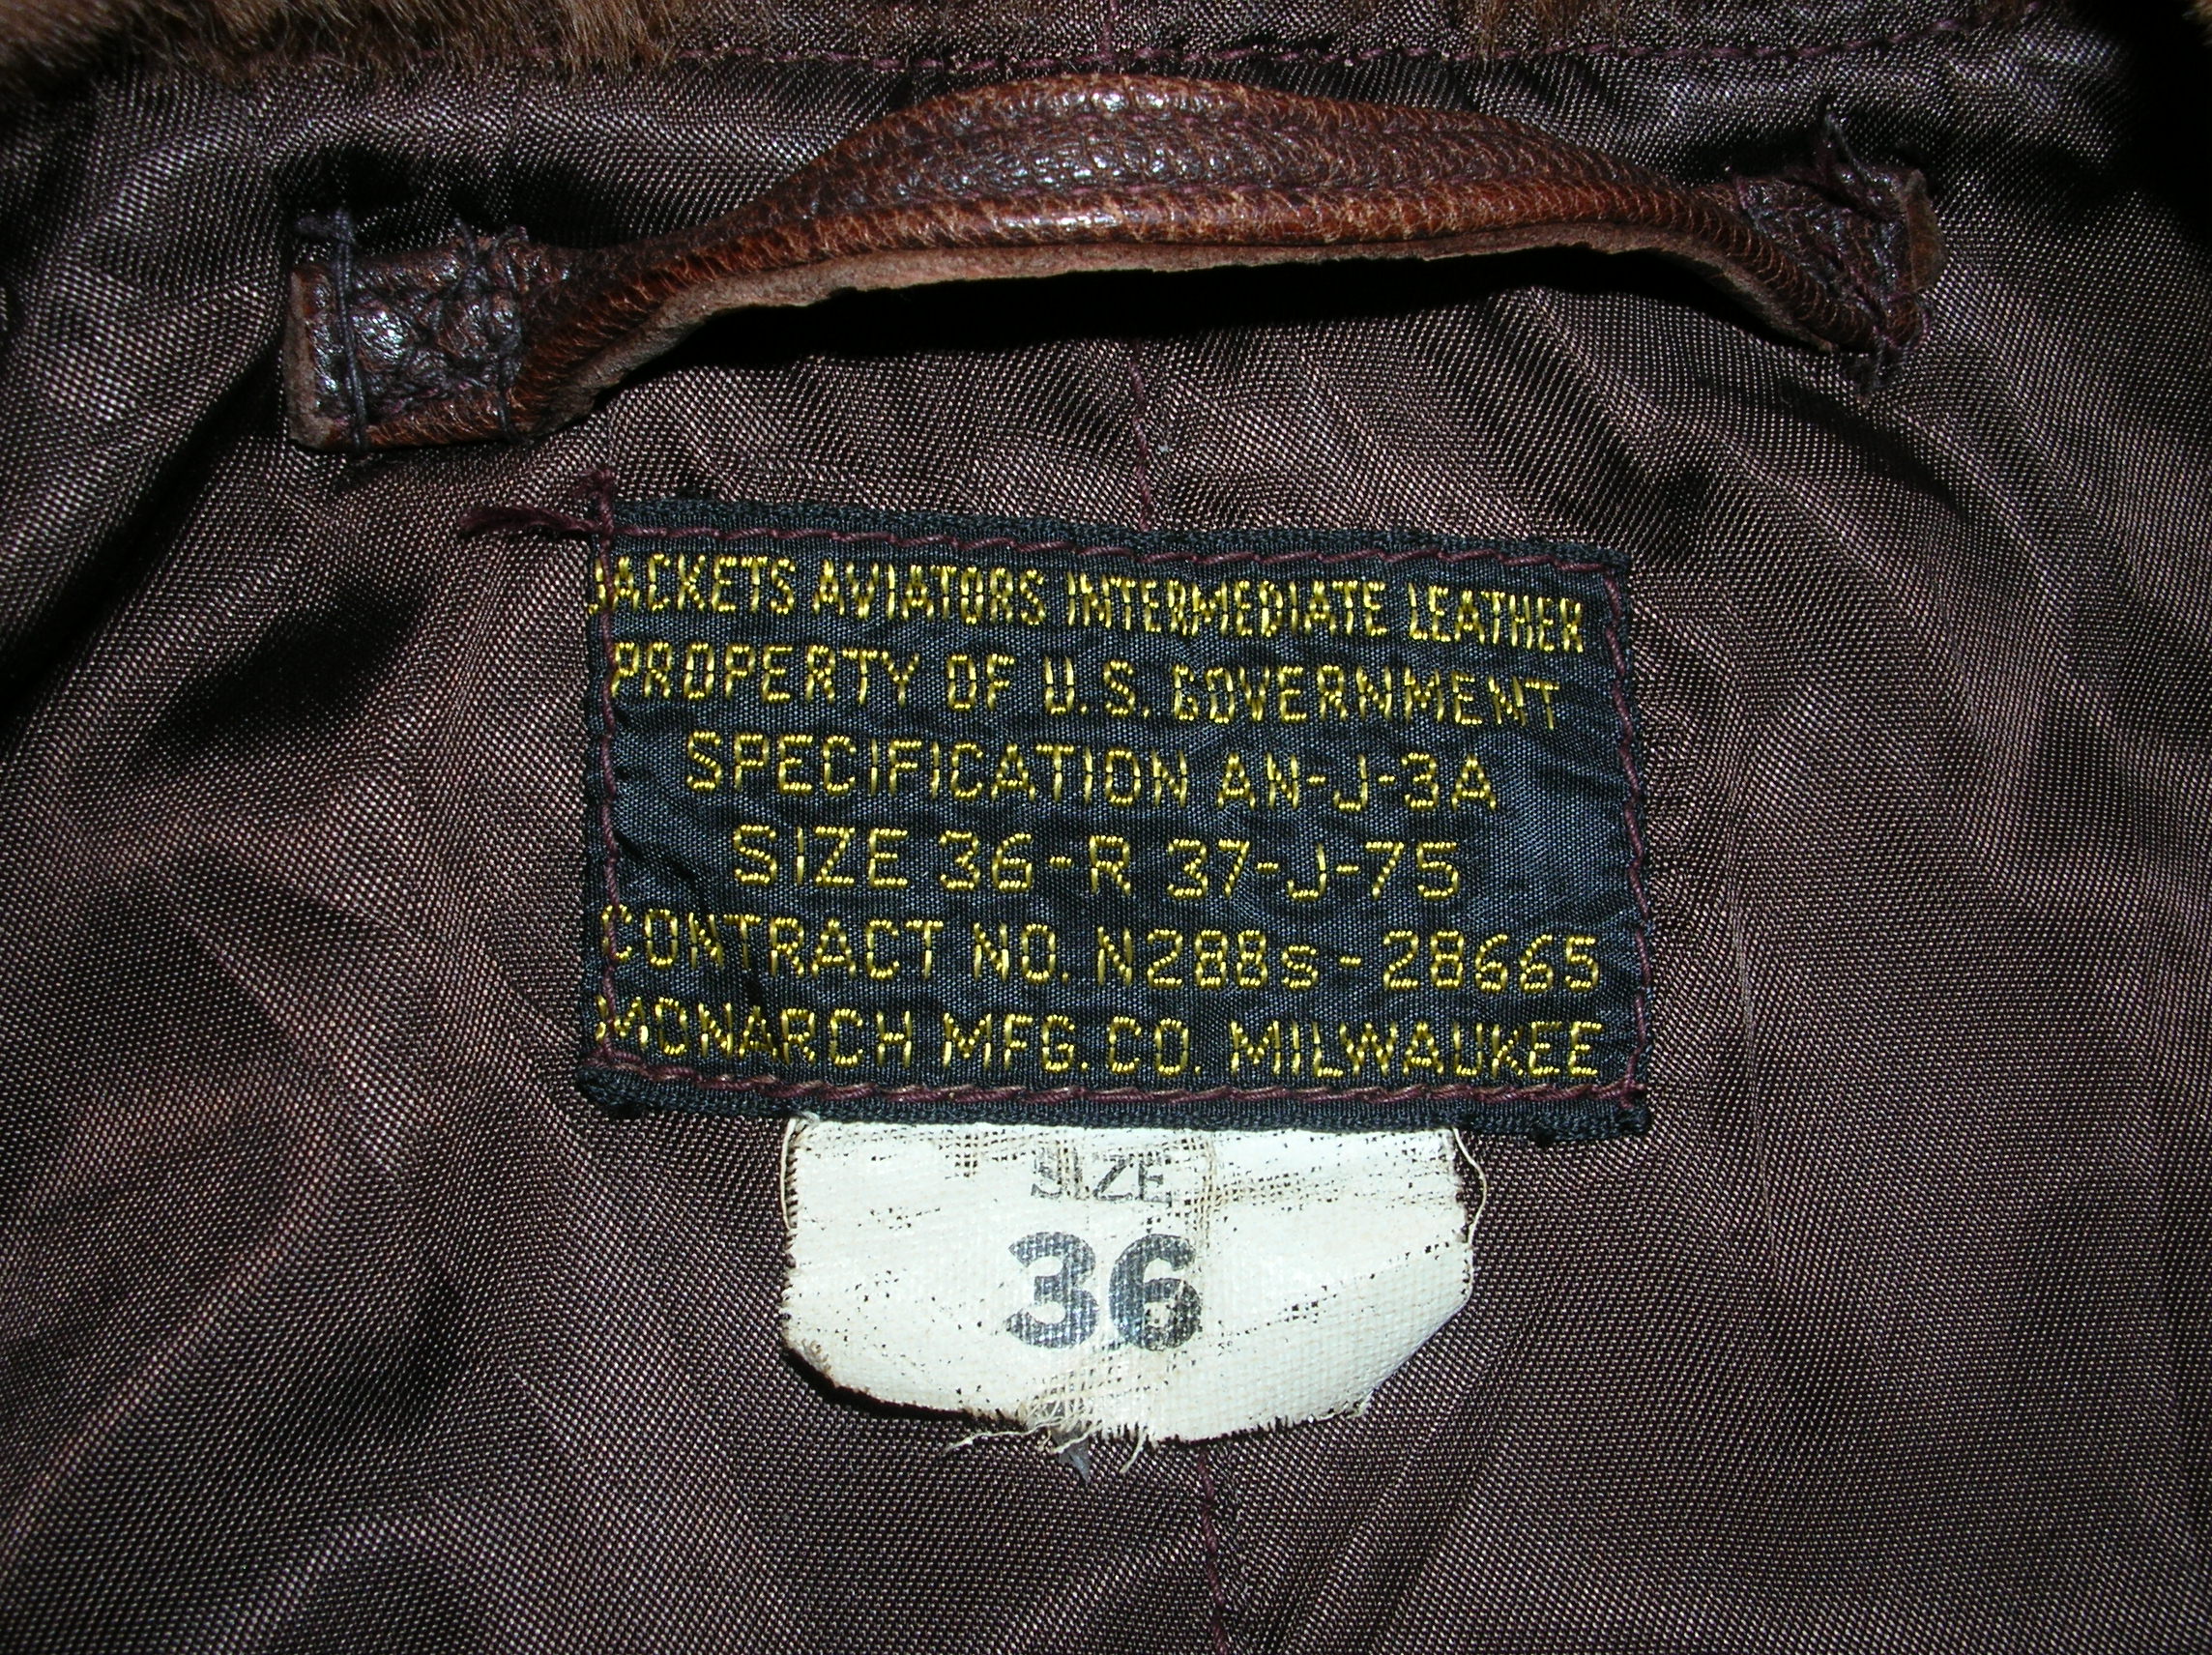 JACKETS AVIATORS INTERMEDIATE LEATHER
PROPERTY OF U.S. GOVERNMENT
SPECIFICATION AN-J-3A
SIZE 36-R 37-J-75
CONTRACT NO. N288s-28665
MONARCH MFG. CO. MILWAUKEE
SIZE
36